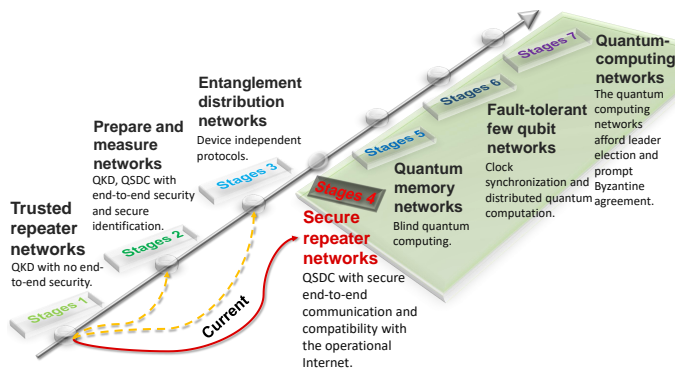 Trusted
repeater
networks
QKD with no end-
to-end security.
Stages 1
Prepare and
measure networks
QKD, QSDC with
end-to-end security
and secure
identification.
Stages 2
Entanglement
distribution
networks
Device independent
protocols.
Stages 3
Current
Stages 4
Secure
repeater
networks
QSDC with secure
end-to-end
communication and
compatibility with
the operational
Internet.
Stages 5
Quantum
memory
networks
Blind quantum
computing.
Stages 6
Fault-tolerant
few qubit
networks
Clock
synchronization and
distributed quantum
computation.
Stages 7
Quantum-
computing
networks
The quantum
computing
networks
afford leader
election and
prompt
Byzantine
agreement.